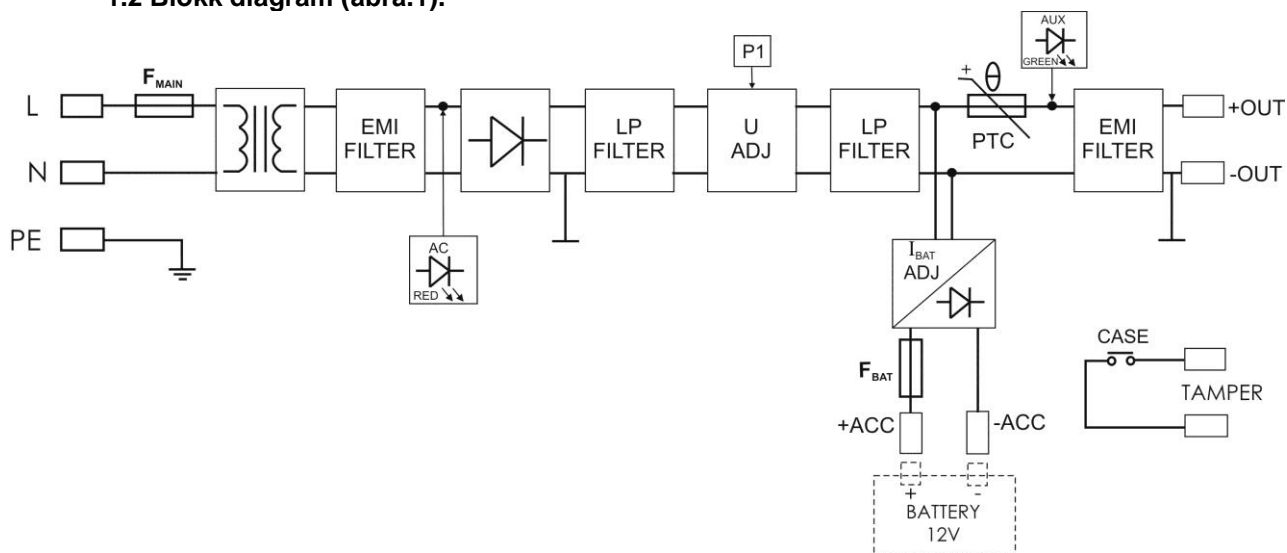 1.2 Blokk diagram (ábra.1).
AUX
GREEN
P1
F MAIN
+ θ
L
EMI
FILTER
LP
FILTER
U
ADJ
LP
FILTER
PTC
EMI
FILTER
+OUT
N
-OUT
PE
AC
RED
I BAT
ADJ
CASE
F BAT
TAMPER
+ACC
-ACC
+ -
BATTERY
12V